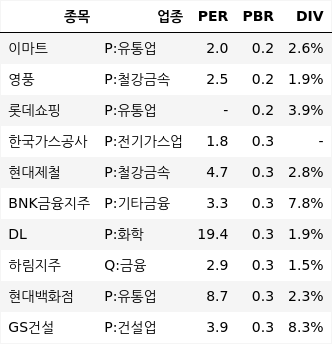 종목 업종 PER PBR DIV
이마트 P:유통업 2.0 0.2 2.6%
영풍 P:철강금속 2.5 0.2 1.9%
롯데쇼핑 P:유통업 - 0.2 3.9%
한국가스공사 P:전기가스업 1.8 0.3 -
현대제철 P:철강금속 4.7 0.3 2.8%
BNK금융지주 P:기타금융 3.3 0.3 7.8%
DL P:화학 19.4 0.3 1.9%
하림지주 Q:금융 2.9 0.3 1.5%
현대백화점 P:유통업 8.7 0.3 2.3%
GS건설 P:건설업 3.9 0.3 8.3%